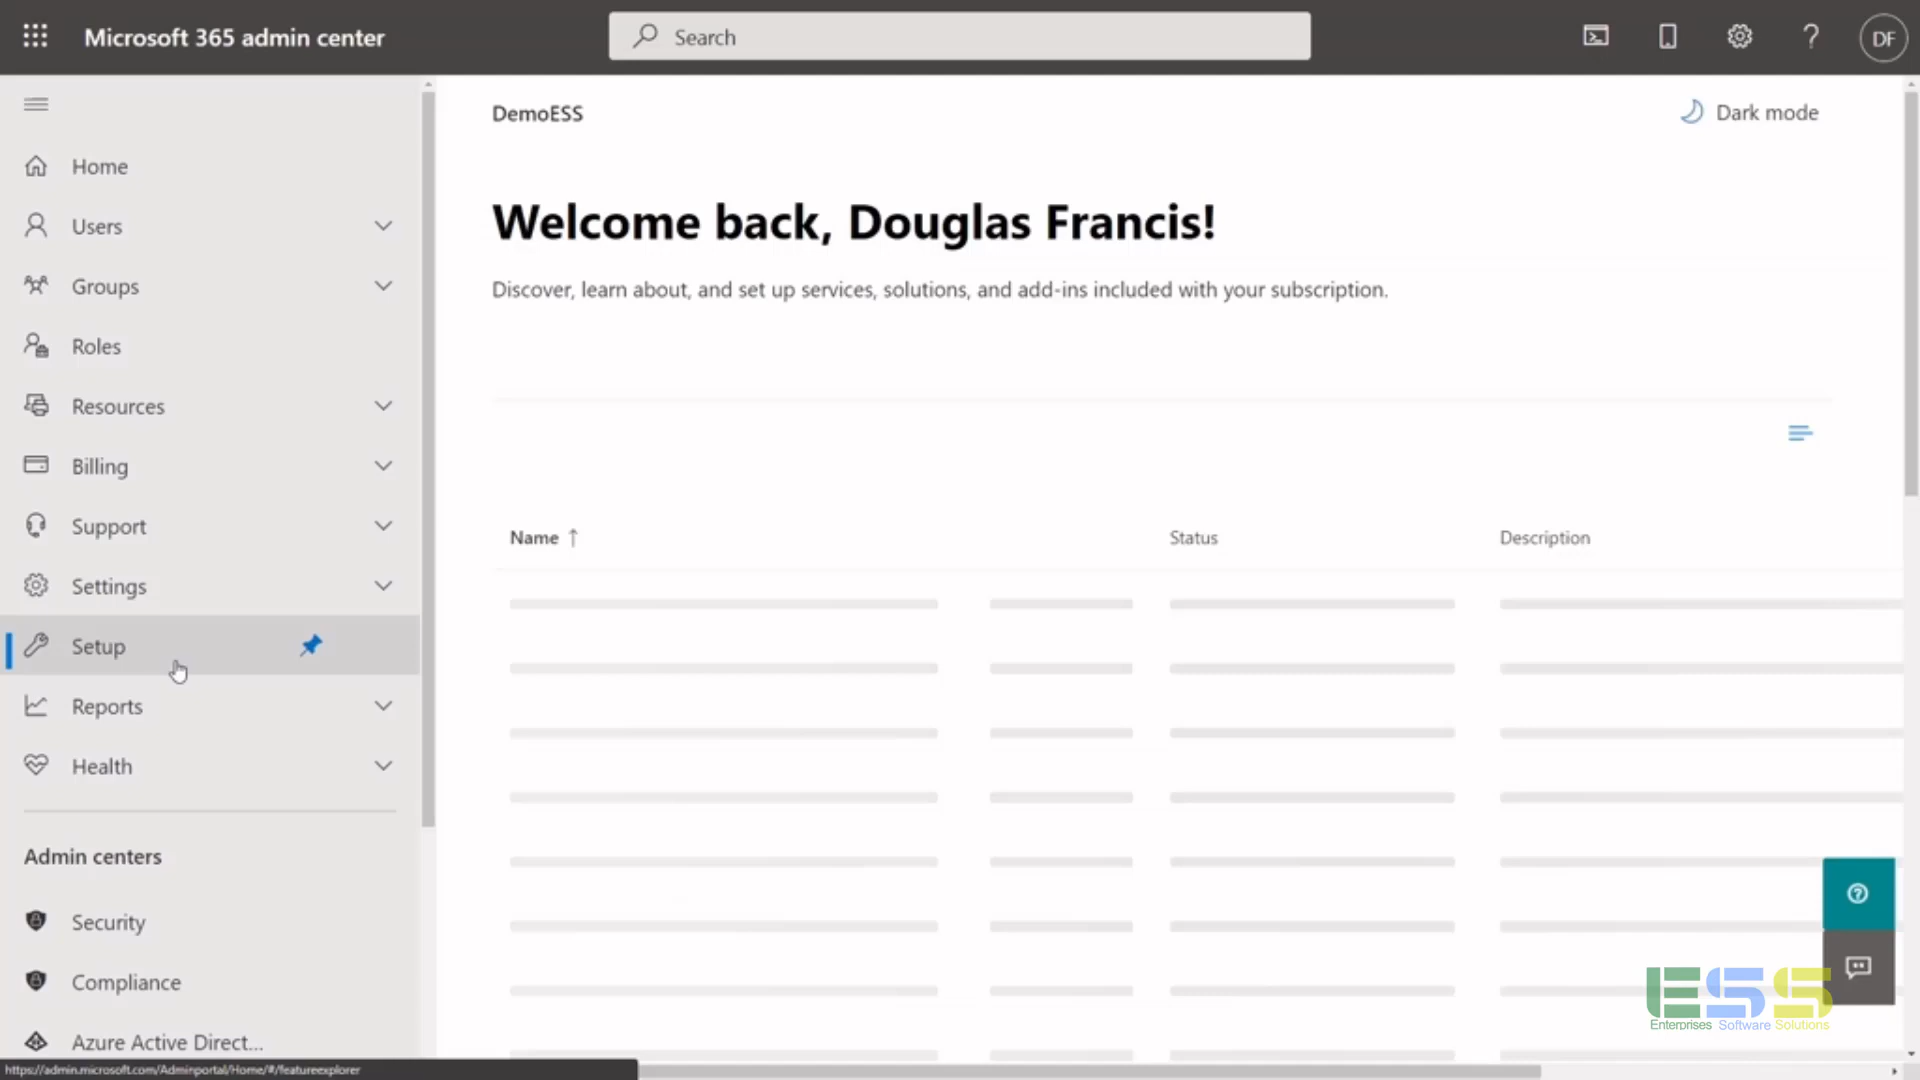 Microsoft 365 admin center
Search
DF
DemoESS
Dark mode
Home
Users
Groups
Roles
Resources
Billing
Support
Settings
Setup
Reports
Health
Admin centers
Security
Compliance
Azure Active Direct...
Welcome back, Douglas Francis!
Discover, learn about, and set up services, solutions, and add-ins included with your subscription.
Name ↑ Status Description
ESS
Enterprises Software Solutions
https://admin.microsoft.com/Adminportal/Home/#/featureexplorer